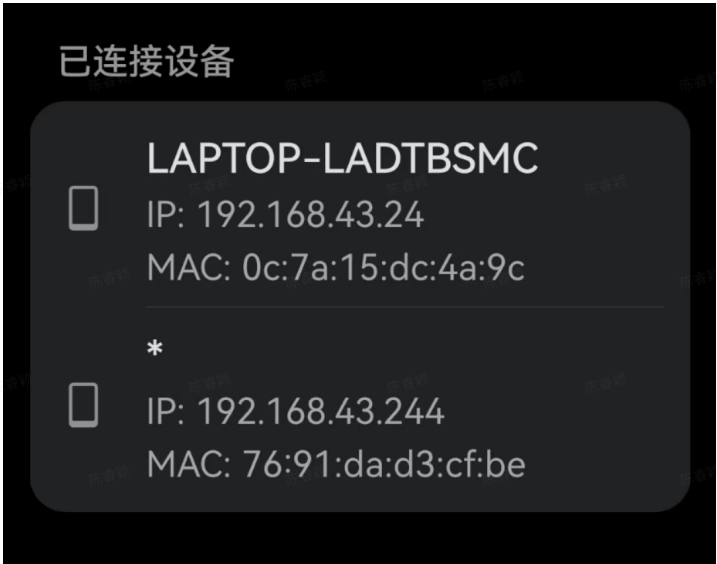 已连接设备
LAPTOP-LADTBSMC
IP: 192.168.43.24
MAC: 0c:7a:15:dc:4a:9c
*
IP: 192.168.43.244
MAC: 76:91:da:d3:cf:be